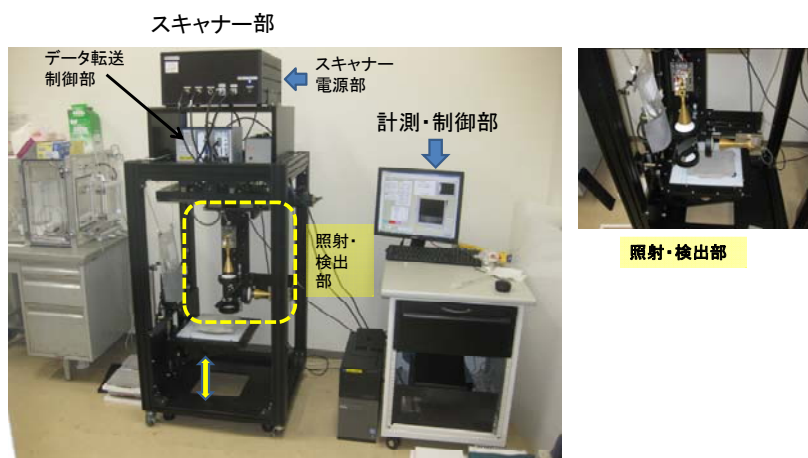 スキャナー部
データ転送
制御部
スキャナー
電源部
計測・制御部
照射・
検出
部
照射・検出部